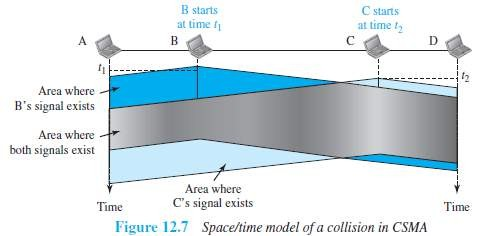 B starts
at time t1
C starts
at time t2
A
B
C
D
t1
t2
Area where
B's signal exists
Area where
both signals exist
Area where
C's signal exists
Time
Time
Figure 12.7 Space/time model of a collision in CSMA